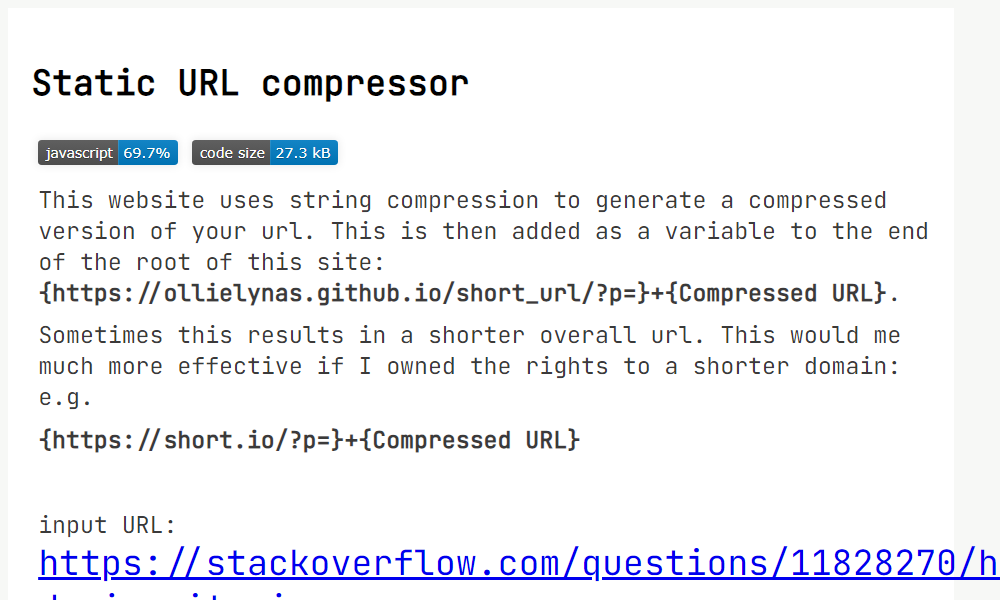 Static URL compressor
javascript 69.7% code size 27.3 kB
This website uses string compression to generate a compressed
version of your url. This is then added as a variable to the end
of the root of this site:
{https://ollielynas.github.io/short_url/?p=}+{Compressed URL}.
Sometimes this results in a shorter overall url. This would me
much more effective if I owned the rights to a shorter domain:
e.g.
{https://short.io/?p=}+{Compressed URL}
input URL:
https://stackoverflow.com/questions/11828270/h